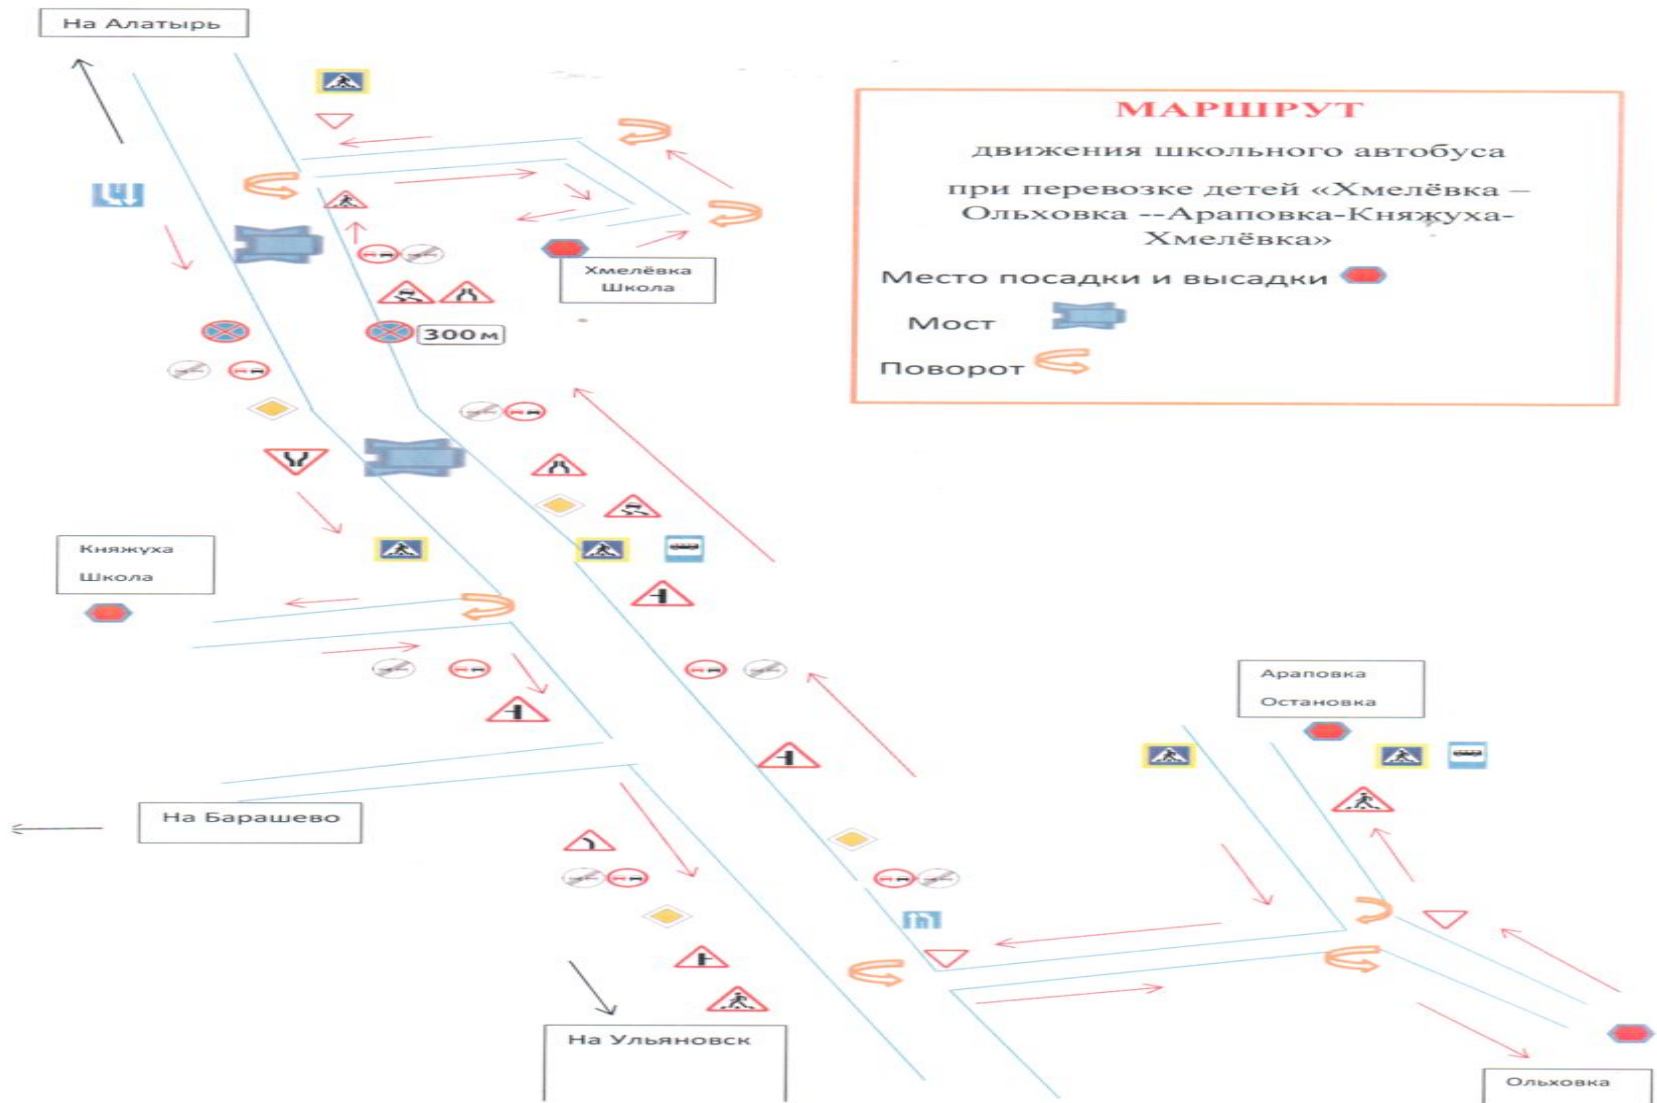 На Алатырь
МАРШРУТ
движения школьного автобуса
при перевозке детей «Хмелёвка –
Ольховка --Араповка-Княжуха-
Хмелёвка»
Место посадки и высадки
Мост
Поворот
Хмелёвка
Школа
300м
Княжуха
Школа
Араповка
Остановка
На Барашево
На Ульяновск
Ольховка